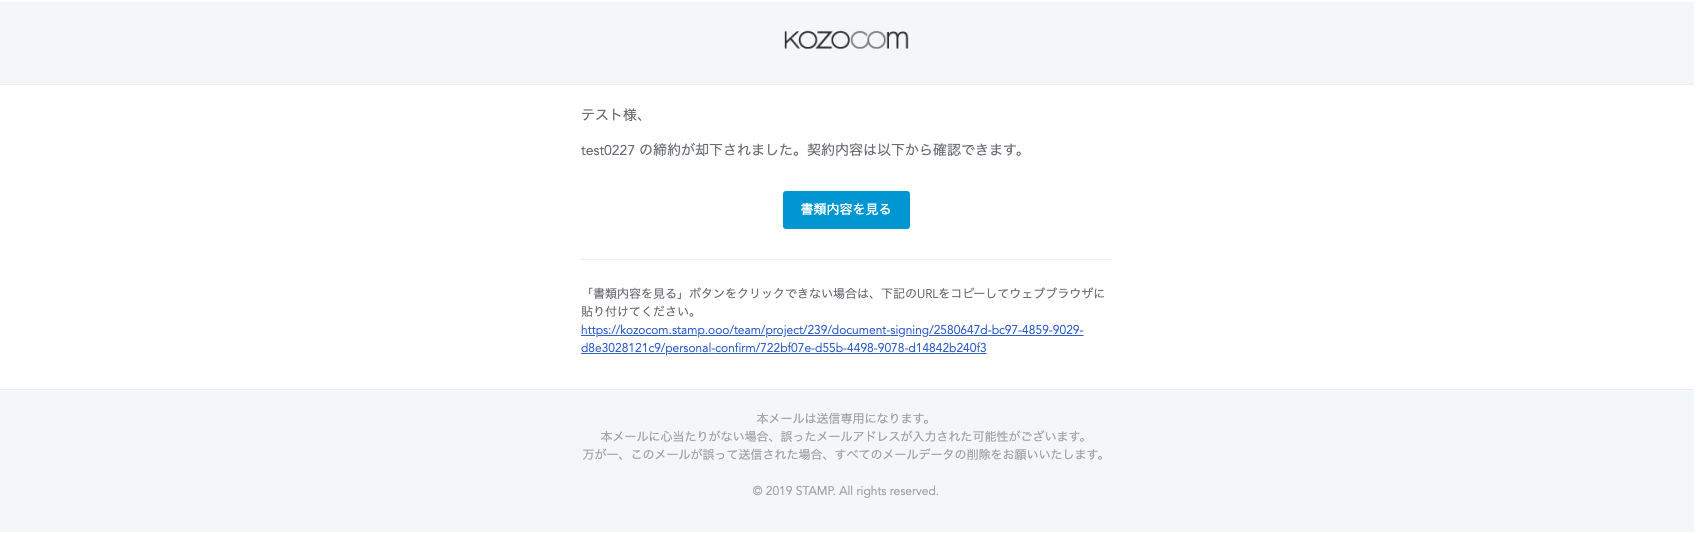 KOZOCOM
テスト様、
test0227 の締約が却下されました。契約内容は以下から確認できます。
書類内容を見る
「書類内容を見る」ボタンをクリックできない場合は、下記のURLをコピーしてウェブブラウザに
貼り付けてください。
https://kozocom.stamp.ooo/team/project/239/document-signing/2580647d-bc97-4859-9029-
d8e3028121c9/personal-confirm/722bf07e-d55b-4498-9078-d14842b240f3
本メールは送信専用になります。
本メールに心当たりがない場合、誤ったメールアドレスが入力された可能性がございます。
万が一、このメールが誤って送信された場合、すべてのメールデータの削除をお願いいたします。
© 2019 STAMP. All rights reserved.